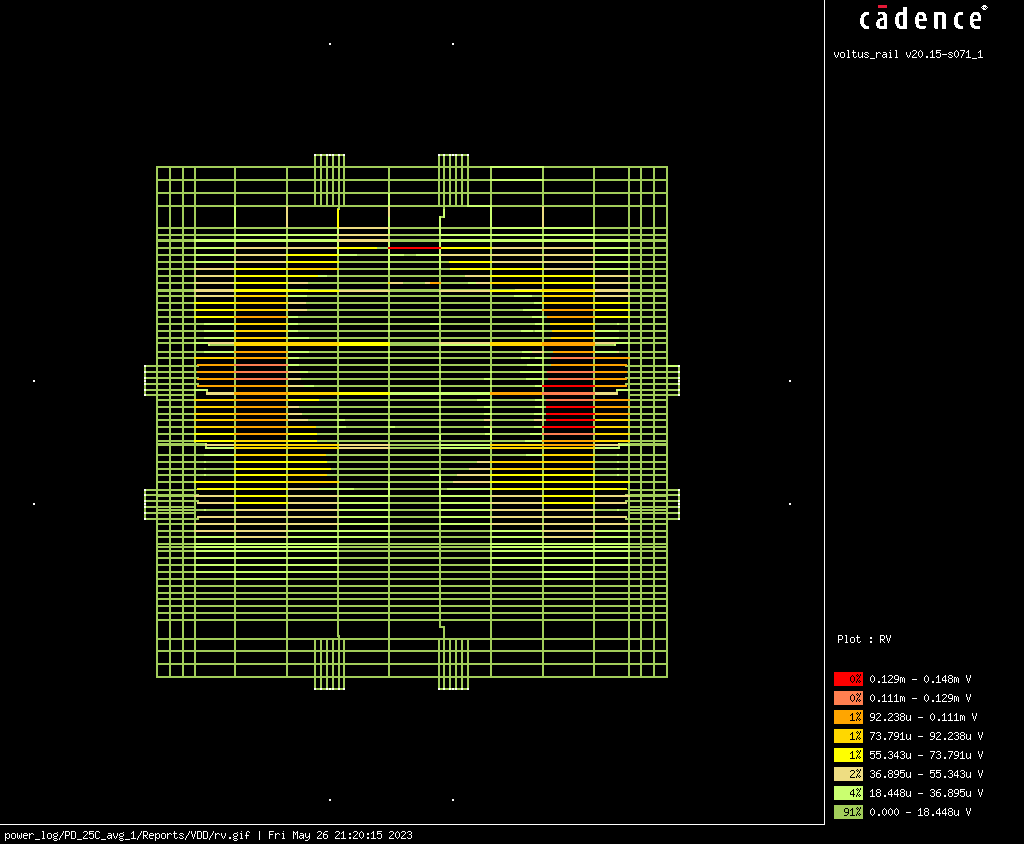 cādence®
voltus_rail v20.15-s071_1
Plot : RV
0% 0.129m - 0.148m V
0% 0.111m - 0.129m V
1% 92.238u - 0.111m V
1% 73.791u - 92.238u V
1% 55.343u - 73.791u V
2% 36.895u - 55.343u V
4% 18.448u - 36.895u V
91% 0.000 - 18.448u V
power_log/PD_25C_avg_1/Reports/VDD/rv.gif | Fri May 26 21:20:15 2023